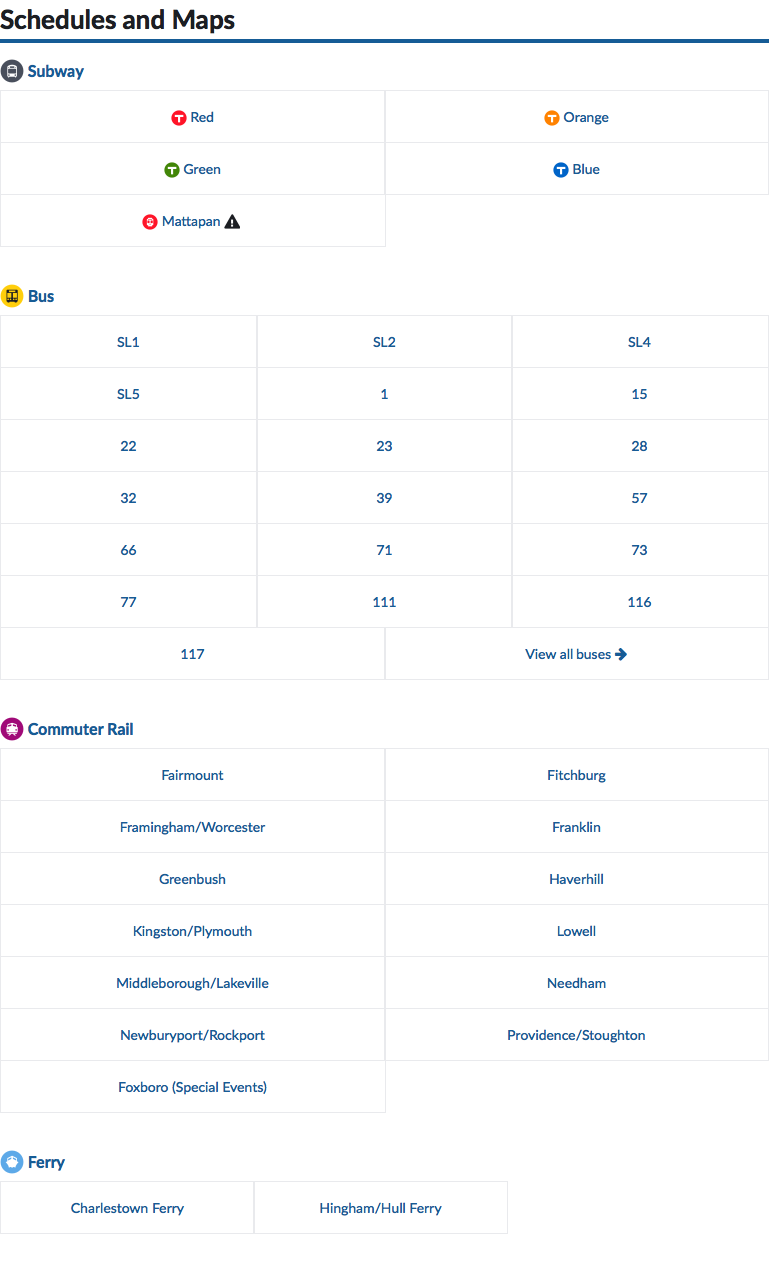 Schedules and Maps
Subway
T Red T Orange
T Green T Blue
Mattapan
Bus
SL1 SL2 SL4
SL5 1 15
22 23 28
32 39 57
66 71 73
77 111 116
117 View all buses
Commuter Rail
Fairmount Fitchburg
Framingham/Worcester Franklin
Greenbush Haverhill
Kingston/Plymouth Lowell
Middleborough/Lakeville Needham
Newburyport/Rockport Providence/Stoughton
Foxboro (Special Events)
Ferry
Charlestown Ferry Hingham/Hull Ferry